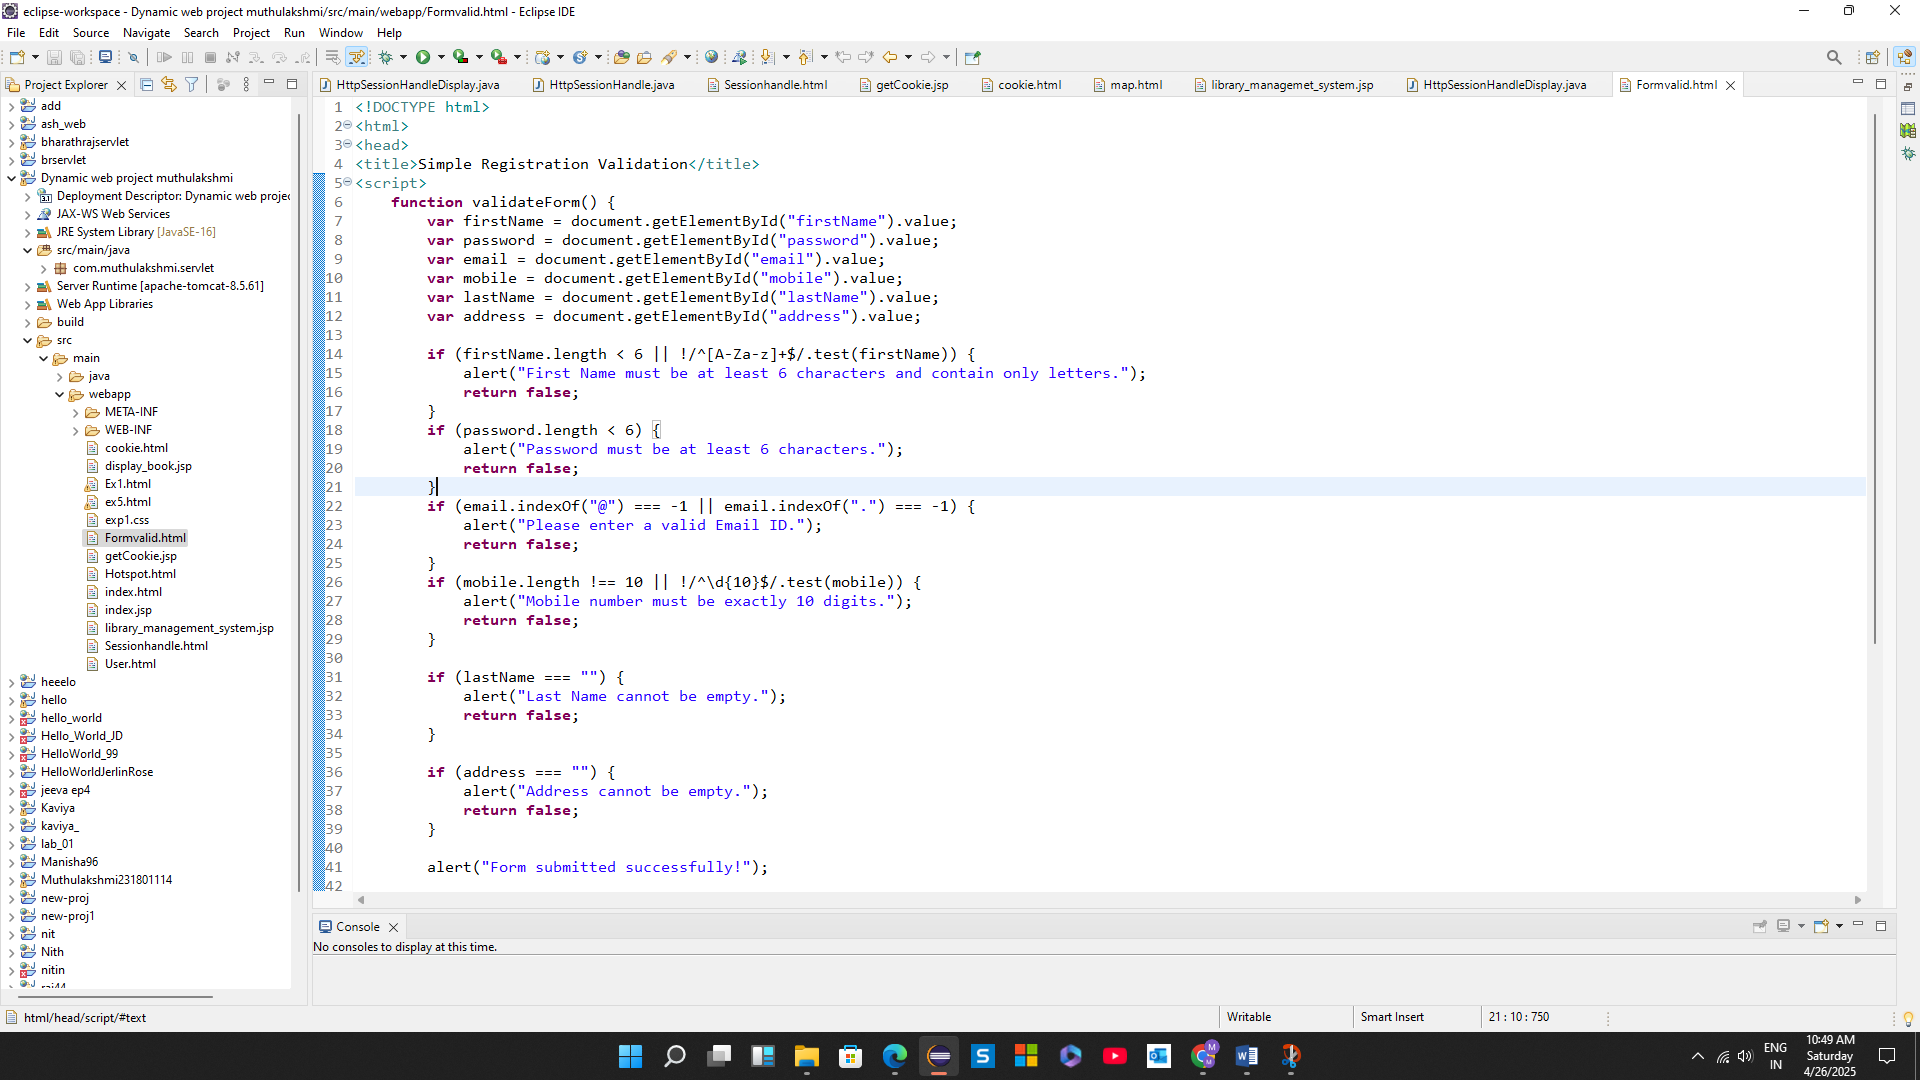 eclipse-workspace - Dynamic web project muthulakshmi/src/main/webapp/Formvalid.html - Eclipse IDE
File Edit Source Navigate Search Project Run Window Help
Project Explorer
HttpSessionHandleDisplay.java HttpSessionHandle.java Sessionhandle.html getCookie.jsp cookie.html map.html library_managemet_system.jsp HttpSessionHandleDisplay.java Formvalid.html
add
ash_web
bharathrajservlet
brservlet
Dynamic web project muthulakshmi
Deployment Descriptor: Dynamic web projec
JAX-WS Web Services
JRE System Library [JavaSE-16]
src/main/java
com.muthulakshmi.servlet
Server Runtime [apache-tomcat-8.5.61]
Web App Libraries
build
src
main
java
webapp
META-INF
WEB-INF
cookie.html
display_book.jsp
Ex1.html
ex5.html
exp1.css
Formvalid.html
getCookie.jsp
Hotspot.html
index.html
index.jsp
library_management_system.jsp
Sessionhandle.html
User.html
heeelo
hello
hello_world
Hello_World_JD
HelloWorld_99
HelloWorldJerlinRose
jeeva ep4
Kaviya
kaviya_
lab_01
Manisha96
Muthulakshmi231801114
new-proj
new-proj1
nit
Nith
nitin
1 <!DOCTYPE html>
2 <html>
3 <head>
4 <title>Simple Registration Validation</title>
5 <script>
6 function validateForm() {
7 var firstName = document.getElementById("firstName").value;
8 var password = document.getElementById("password").value;
9 var email = document.getElementById("email").value;
10 var mobile = document.getElementById("mobile").value;
11 var lastName = document.getElementById("lastName").value;
12 var address = document.getElementById("address").value;
13
14 if (firstName.length < 6 || !/^[A-Za-z]+$/.test(firstName)) {
15 alert("First Name must be at least 6 characters and contain only letters.");
16 return false;
17 }
18 if (password.length < 6) {
19 alert("Password must be at least 6 characters.");
20 return false;
21 }
22 if (email.indexOf("@") === -1 || email.indexOf(".") === -1) {
23 alert("Please enter a valid Email ID.");
24 return false;
25 }
26 if (mobile.length !== 10 || !/^\d{10}$/.test(mobile)) {
27 alert("Mobile number must be exactly 10 digits.");
28 return false;
29 }
30
31 if (lastName === "") {
32 alert("Last Name cannot be empty.");
33 return false;
34 }
35
36 if (address === "") {
37 alert("Address cannot be empty.");
38 return false;
39 }
40
41 alert("Form submitted successfully!");
42
Console
No consoles to display at this time.
html/head/script/#text Writable Smart Insert 21 : 10 : 750
ENG
IN
10:49 AM
Saturday
4/26/2025